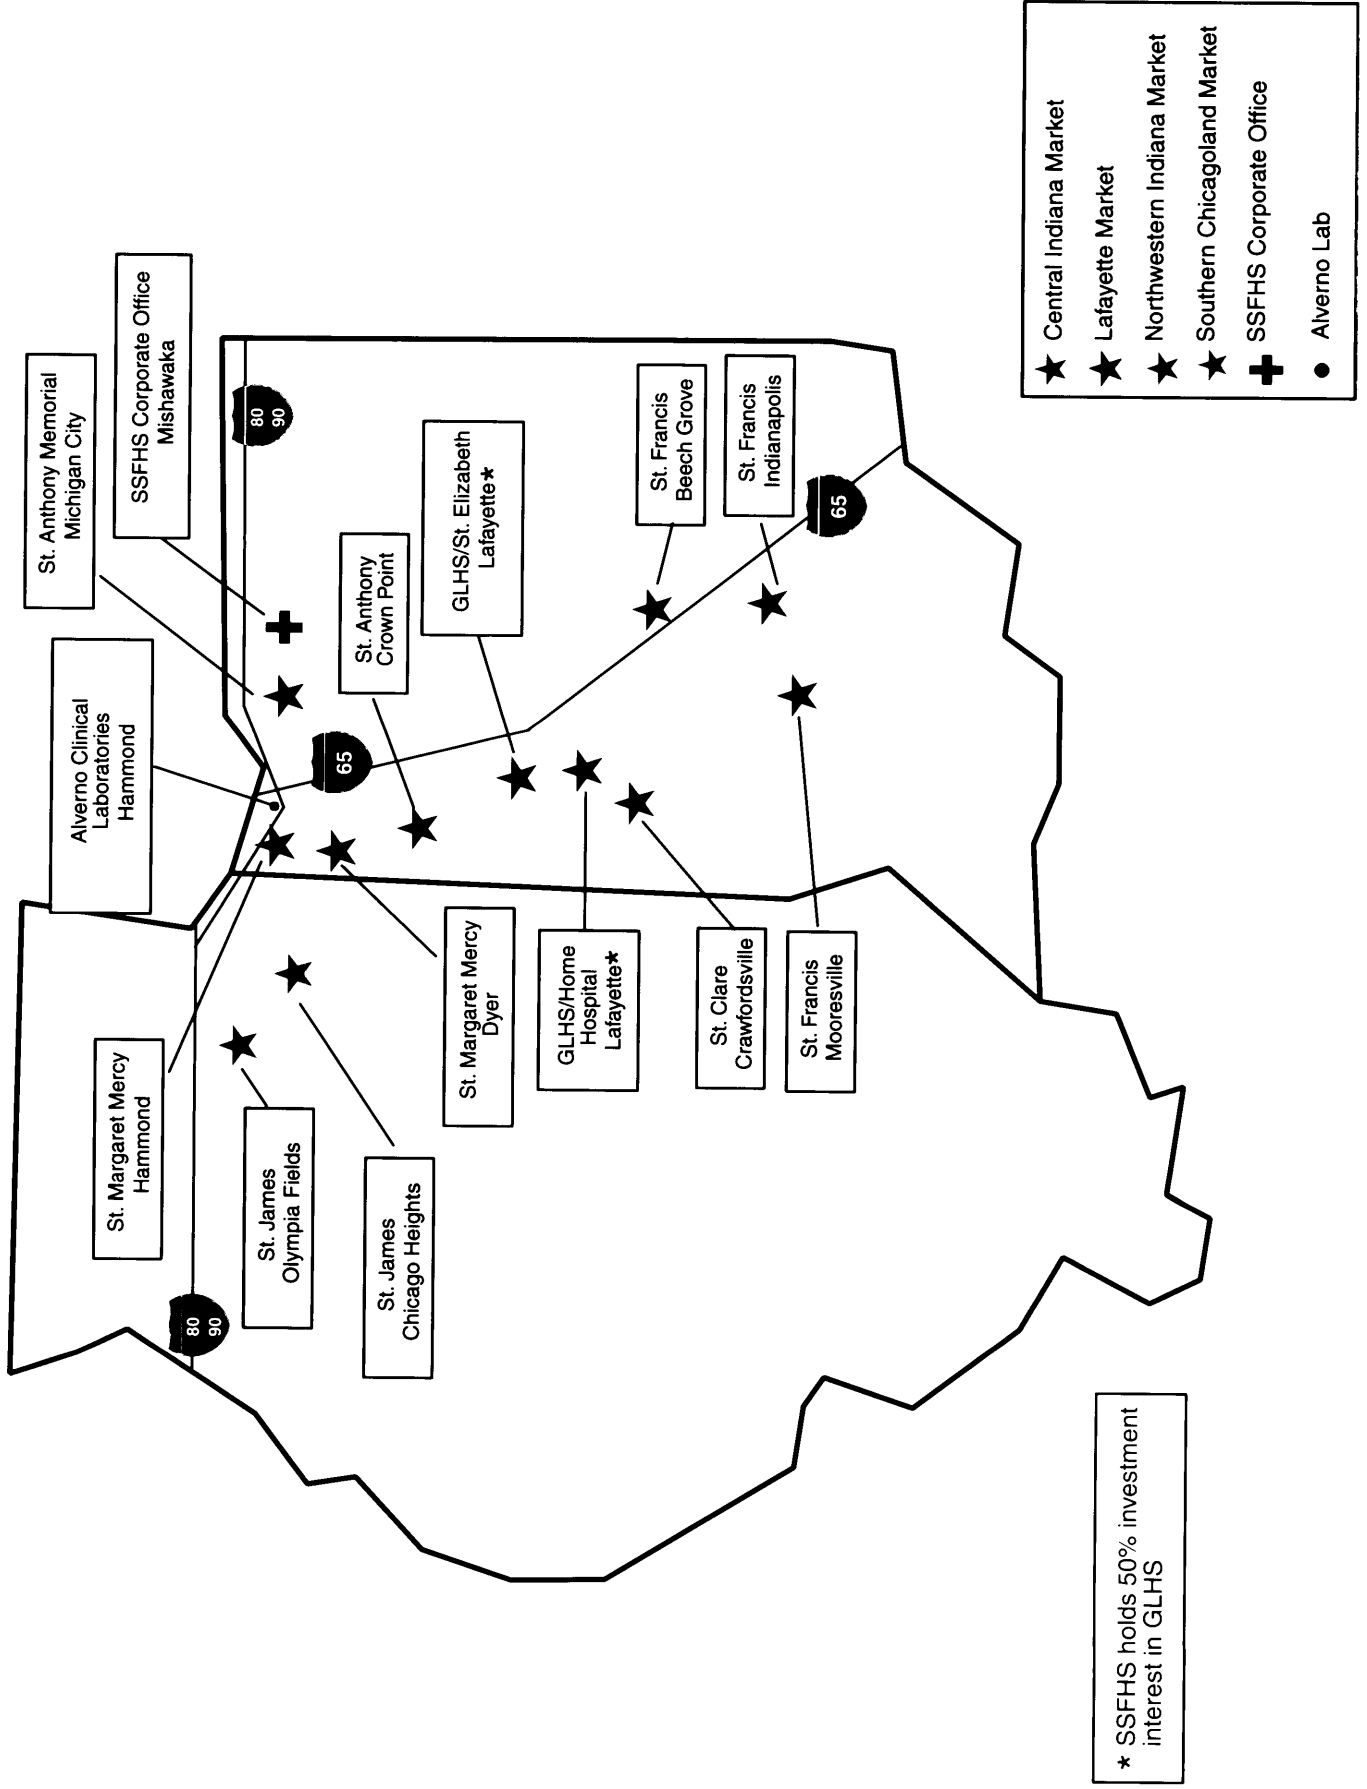 St. Margaret Mercy
Hammond
Alverno Clinical
Laboratories
Hammond
St. Anthony Memorial
Michigan City
SSFHS Corporate Office
Mishawaka
80
90
80
90
St. James
Olympia Fields
St. James
Chicago Heights
65
St. Anthony
Crown Point
St. Margaret Mercy
Dyer
GLHS/St. Elizabeth
Lafayette*
GLHS/Home
Hospital
Lafayette*
St. Francis
Beech Grove
St. Clare
Crawfordsville
St. Francis
Indianapolis
St. Francis
Mooresville
65
Central Indiana Market
Lafayette Market
Northwestern Indiana Market
Southern Chicagoland Market
SSFHS Corporate Office
Alverno Lab
* SSFHS holds 50% investment
interest in GLHS